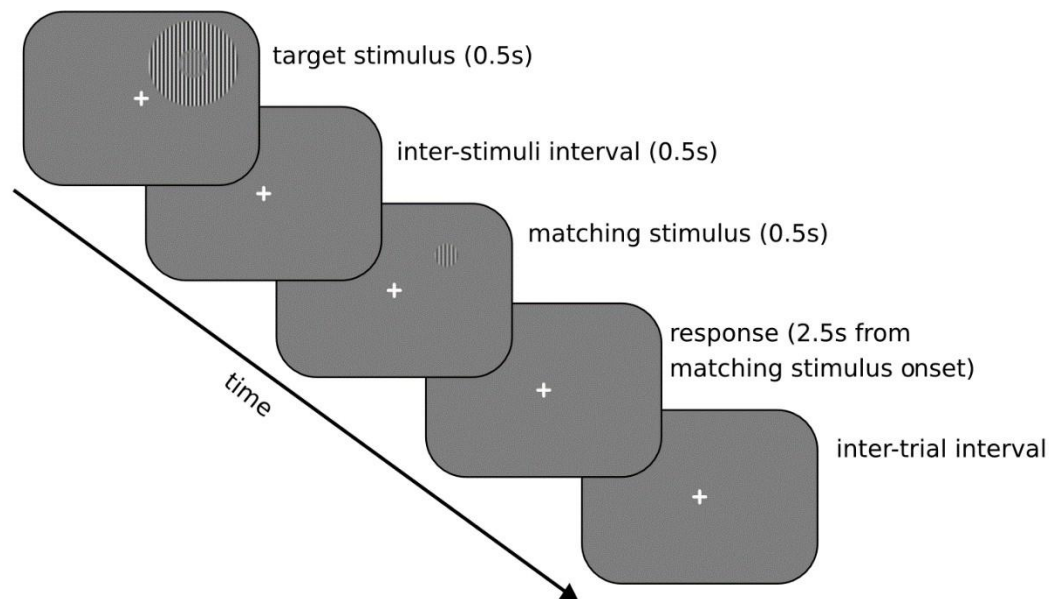 target stimulus (0.5s)
inter-stimuli interval (0.5s)
matching stimulus (0.5s)
response (2.5s from
matching stimulus onset)
time
inter-trial interval